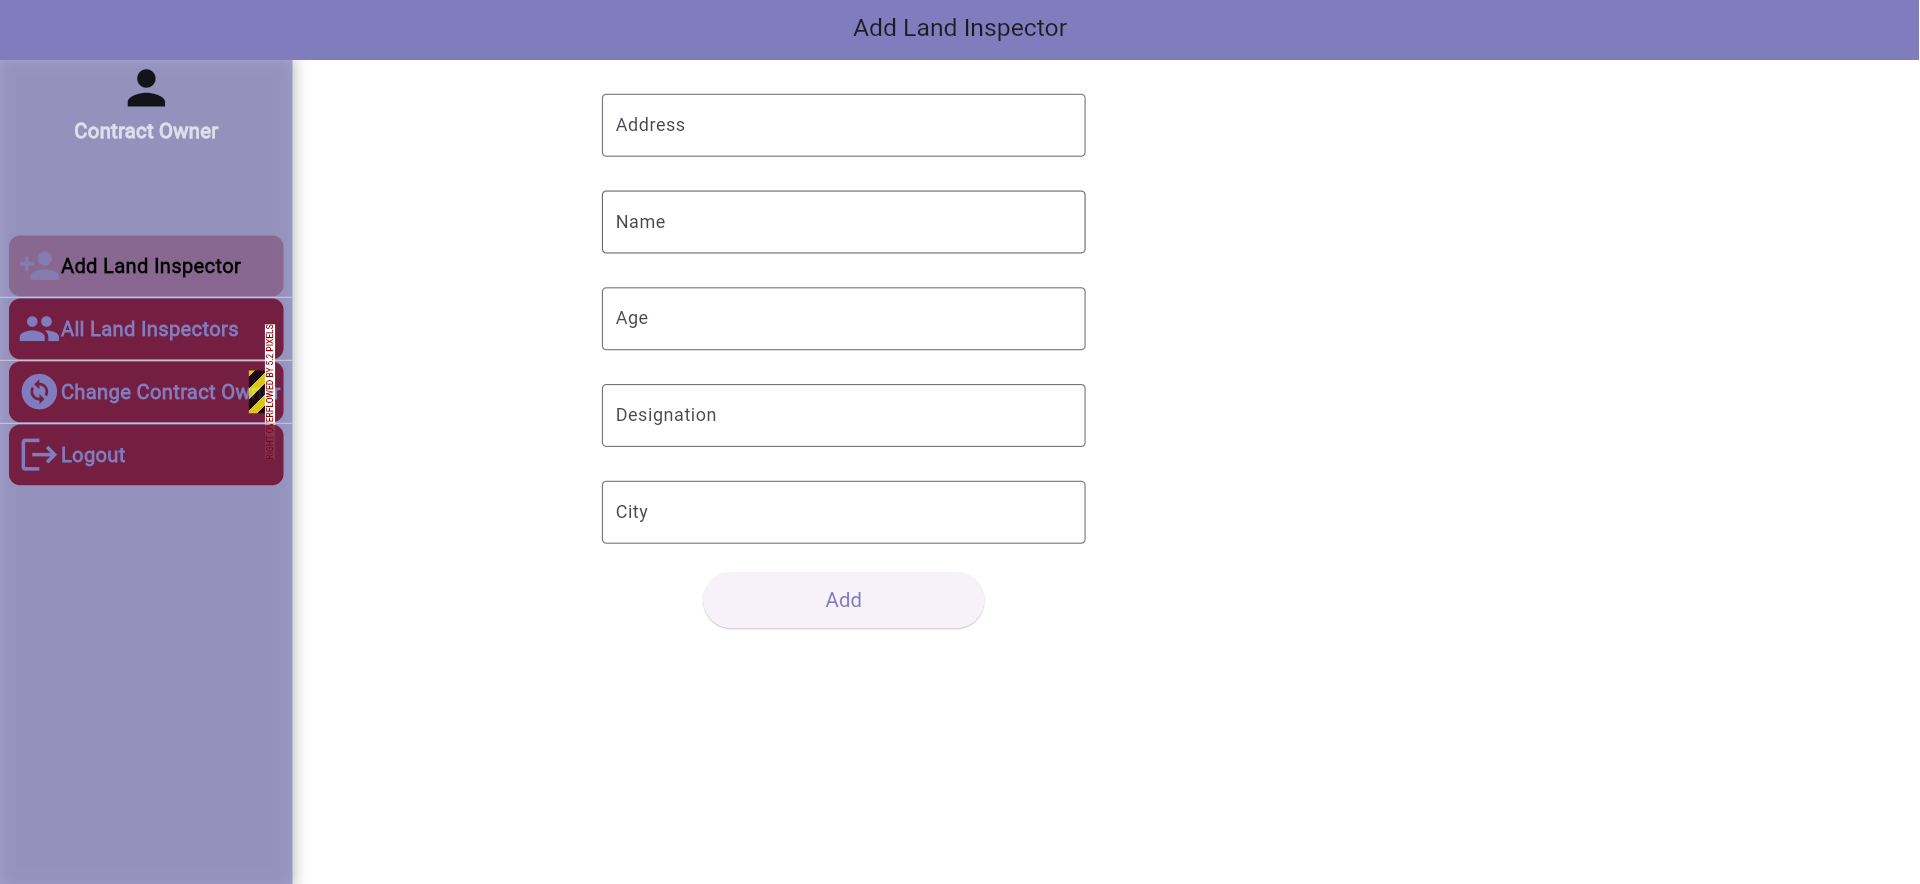 Add Land Inspector
Contract Owner
Add Land Inspector
All Land Inspectors
Change Contract Ow r
RIGHT OVERFLOWED BY 5.2 PIXELS
Logout
Address
Name
Age
Designation
City
Add